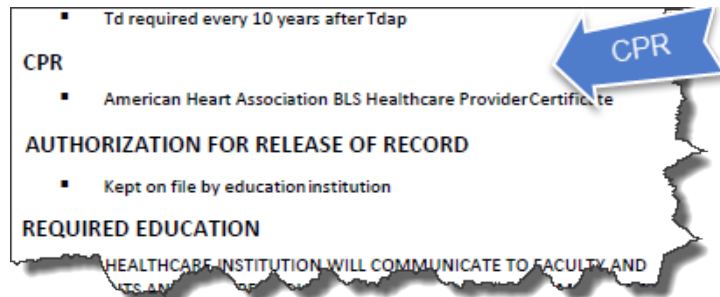 Td required every 10 years after Tdap
CPR
CPR
American Heart Association BLS Healthcare Provider Certificate
AUTHORIZATION FOR RELEASE OF RECORD
Kept on file by education institution
REQUIRED EDUCATION
HEALTHCARE INSTITUTION WILL COMMUNICATE TO FACULTY AND